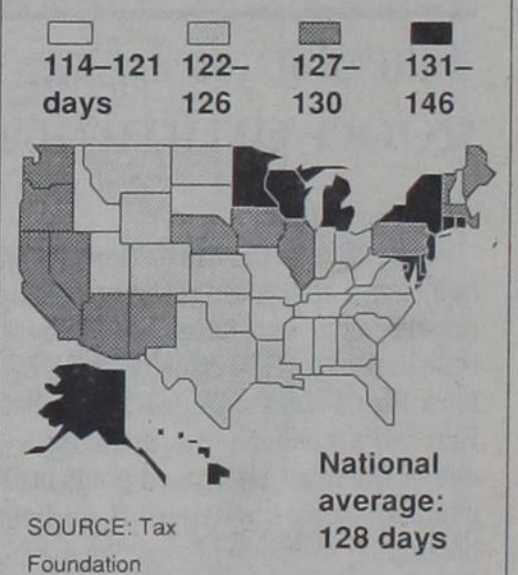 114–121 122– 127– 131–
days 126 130 146
National
average:
128 days
SOURCE: Tax
Foundation